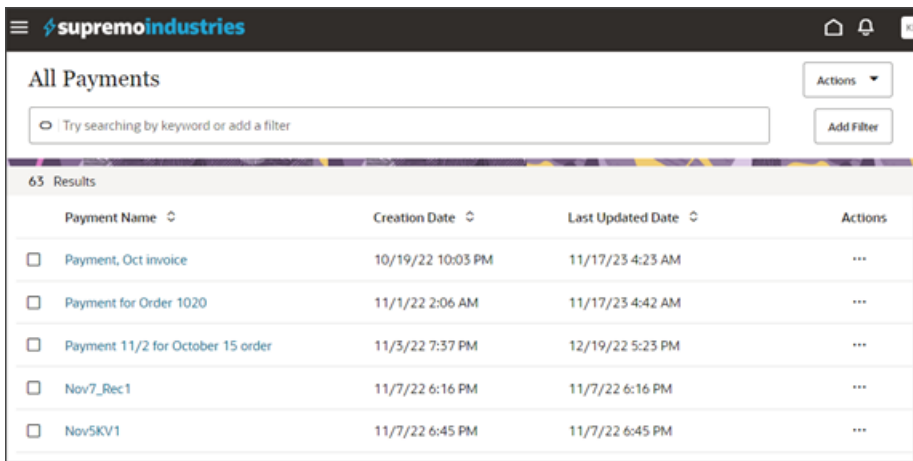 supremoindustries
All Payments
Actions
Try searching by keyword or add a filter
Add Filter
63 Results
Payment Name Creation Date Last Updated Date Actions
Payment, Oct invoice 10/19/22 10:03 PM 11/17/23 4:23 AM ...
Payment for Order 1020 11/1/22 2:06 AM 11/17/23 4:42 AM ...
Payment 11/2 for October 15 order 11/3/22 7:37 PM 12/19/22 5:23 PM ...
Nov7_Rec1 11/7/22 6:16 PM 11/7/22 6:16 PM ...
Nov5KV1 11/7/22 6:45 PM 11/7/22 6:45 PM ...